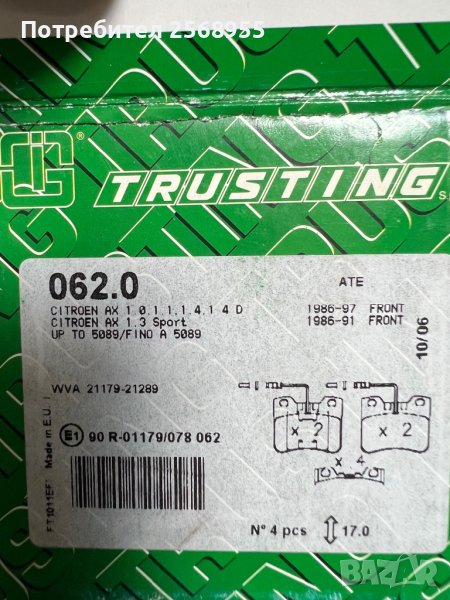 Потребител 2568955
TRUSTING
®
062.0
ATE
CITROEN AX 1.0.1.1.1.4.1 4 D 1986-97 FRONT
CITROEN AX 1.3 Sport 1986-91 FRONT
UP TO 5089/FINO A 5089
10/06
WVA 21179-21289
x 2
x 2
x 4
E1 90 R-01179/078 062
Made in E.U.
N° 4 pcs 17.0
BAZAR